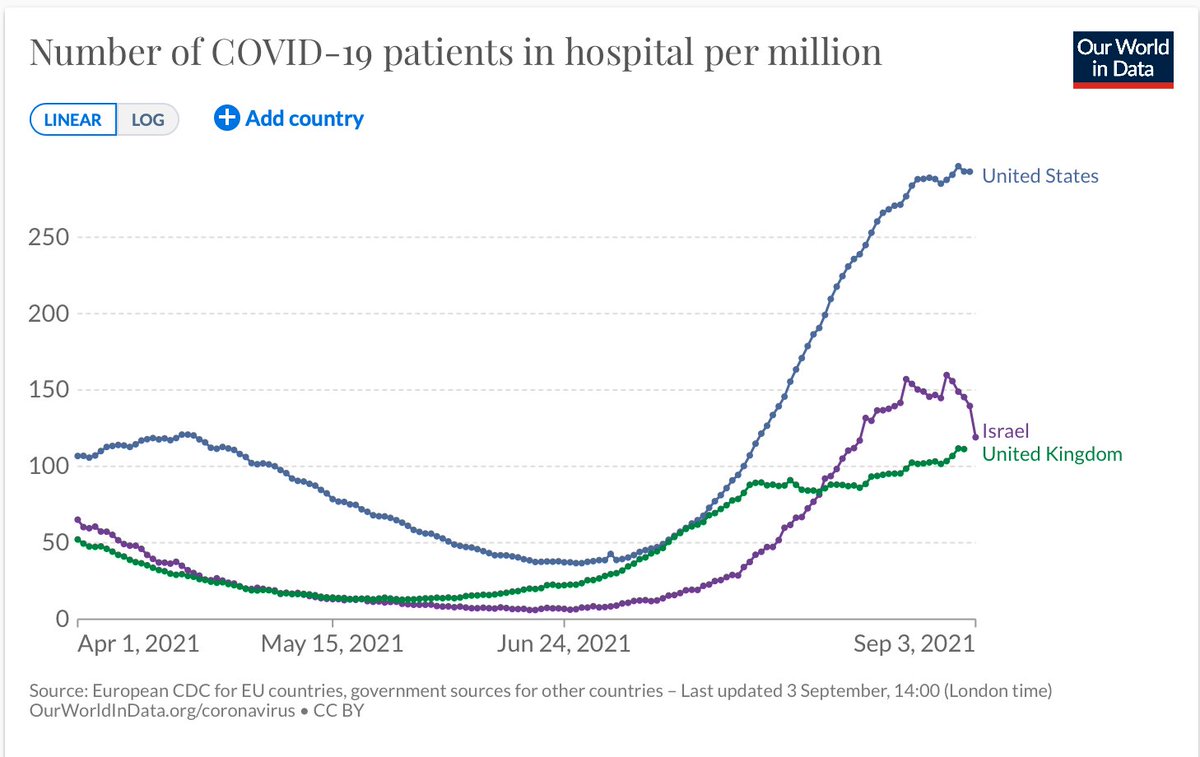 Number of COVID-19 patients in hospital per million
Our World
in Data
LINEAR
LOG
Add country
United States
250
200
150
Israel
United Kingdom
100
50
0
Apr 1, 2021
May 15, 2021
Jun 24, 2021
Sep 3, 2021
Source: European CDC for EU countries, government sources for other countries – Last updated 3 September, 14:00 (London time)
OurWorldInData.org/coronavirus • CC BY